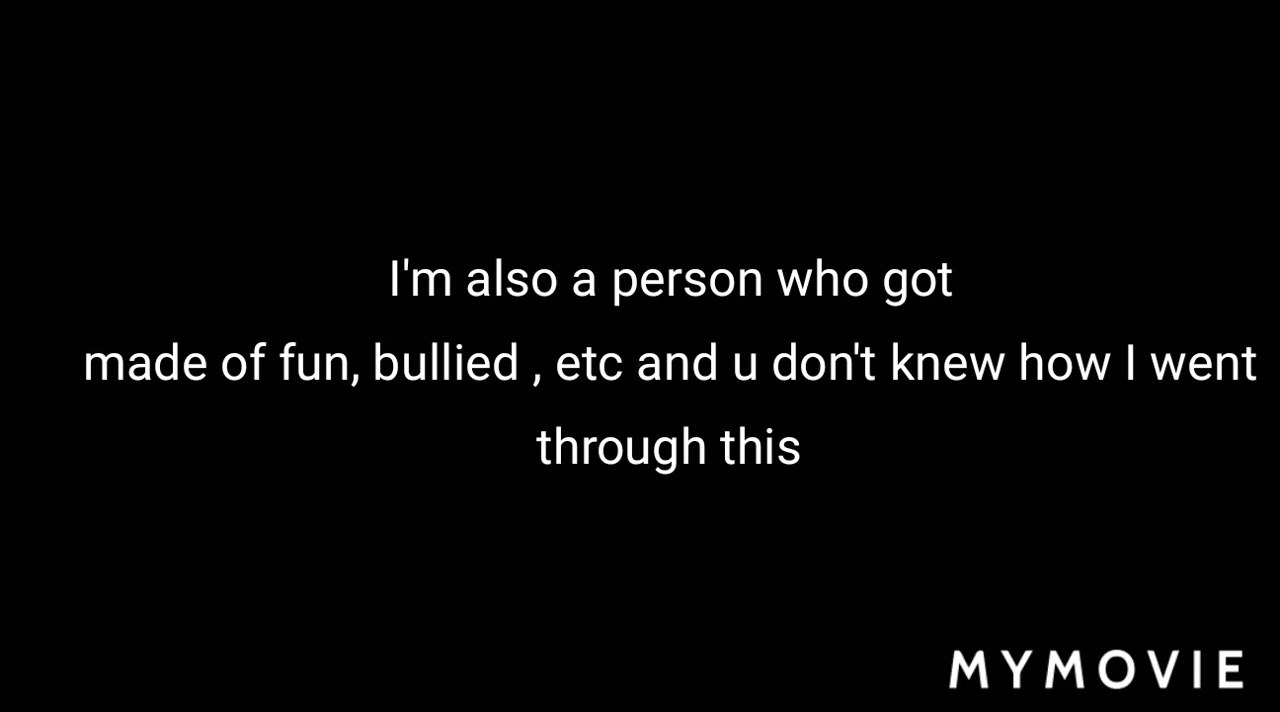 I'm also a person who got
made of fun, bullied , etc and u don't knew how I went
through this
MYMOVIE